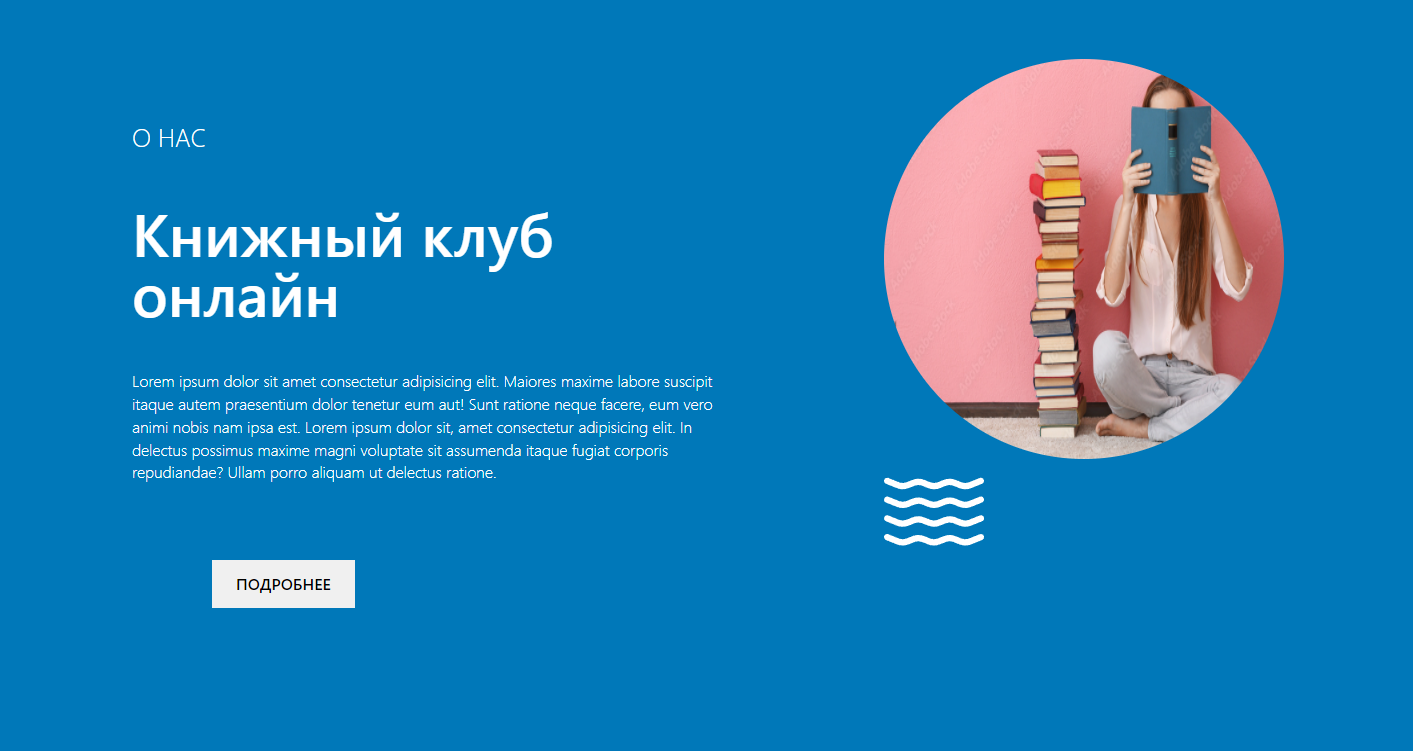 О НАС
Книжный клуб
онлайн
Lorem ipsum dolor sit amet consectetur adipisicing elit. Maiores maxime labore suscipit
itaque autem praesentium dolor tenetur eum aut! Sunt ratione neque facere, eum vero
animi nobis nam ipsa est. Lorem ipsum dolor sit, amet consectetur adipisicing elit. In
delectus possimus maxime magni voluptate sit assumenda itaque fugiat corporis
repudiandae? Ullam porro aliquam ut delectus ratione.
ПОДРОБНЕЕ